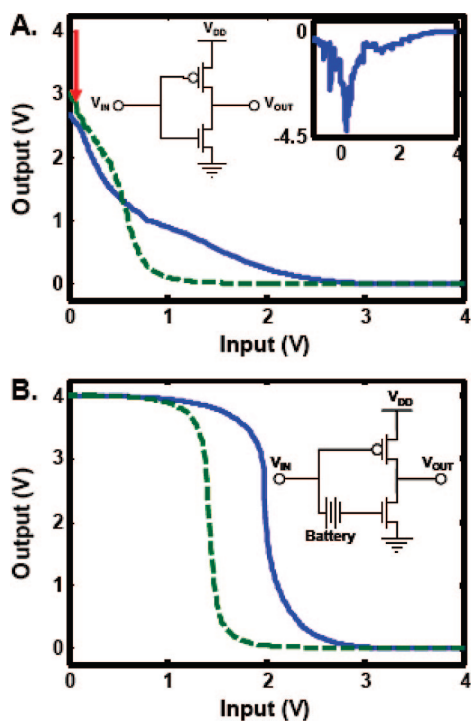 A.
4
3
2
1
0
Output (V)
V_DD
V_IN
V_OUT
0
-4.5
0 2 4
0 1 2 3 4
Input (V)
B.
4
3
2
1
0
Output (V)
V_DD
V_IN
V_OUT
Battery
0 1 2 3 4
Input (V)